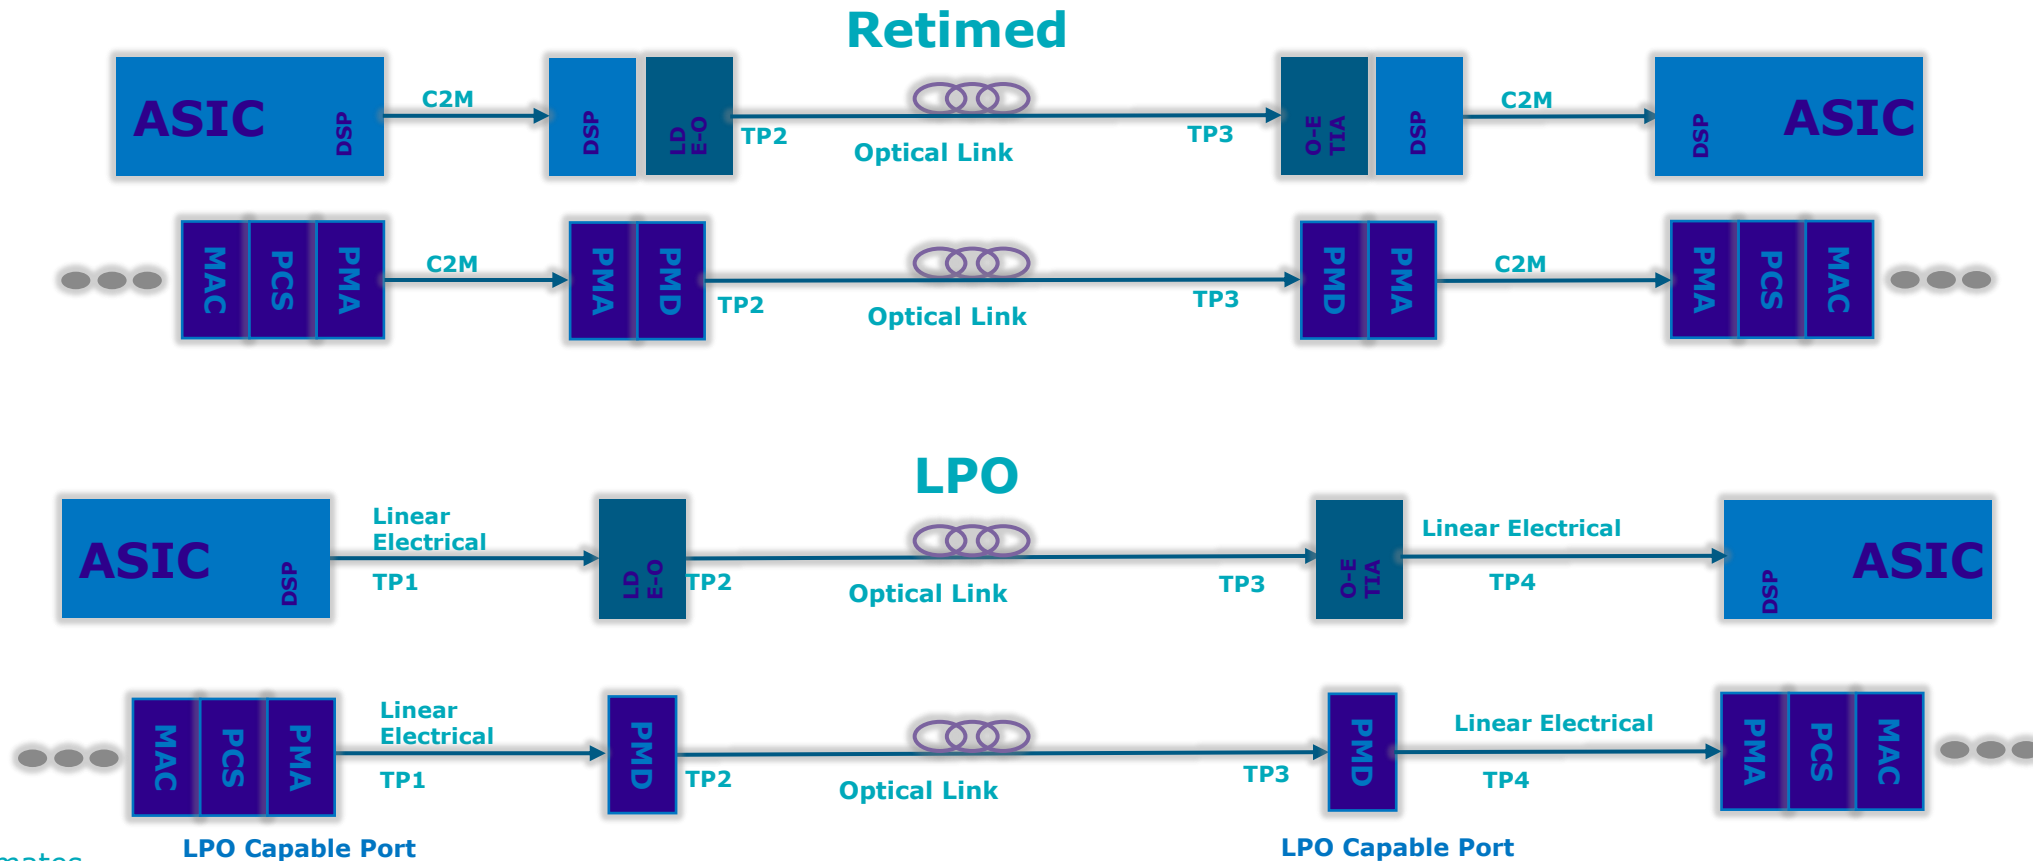 Retimed
ASIC
DSP
C2M
DSP
LD
E-O
TP2
Optical Link
TP3
O-E
TIA
DSP
C2M
DSP
ASIC
MAC
PCS
PMA
C2M
PMA
PMD
TP2
Optical Link
TP3
PMD
PMA
C2M
PMA
PCS
MAC
LPO
ASIC
DSP
Linear
Electrical
TP1
LD
E-O
TP2
Optical Link
TP3
O-E
TIA
Linear Electrical
TP4
DSP
ASIC
MAC
PCS
PMA
Linear
Electrical
TP1
PMD
TP2
Optical Link
TP3
PMD
Linear Electrical
TP4
PMA
PCS
MAC
LPO Capable Port
LPO Capable Port